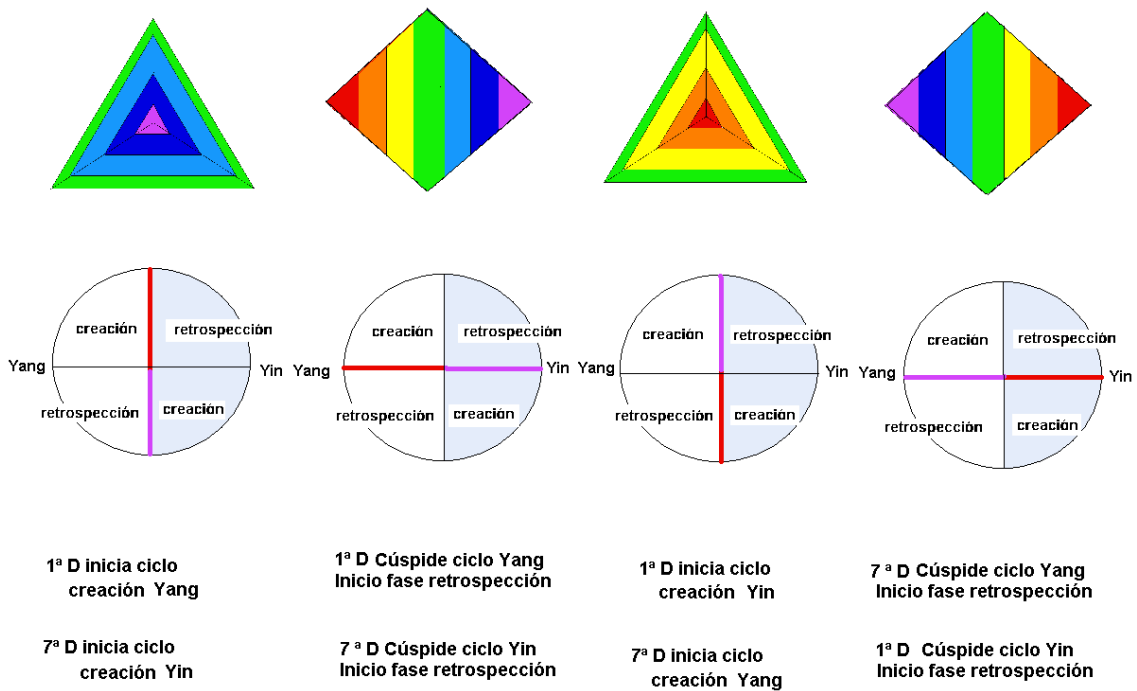 creación
retrospección
Yang
Yin
retrospección
creación
creación
retrospección
Yang
Yin
retrospección
creación
creación
retrospección
Yang
Yin
retrospección
creación
creación
retrospección
Yang
Yin
retrospección
creación
1ª D inicia ciclo
creación Yang
7ª D inicia ciclo
creación Yin
1ª D Cúspide ciclo Yang
Inicio fase retrospección
7 ª D Cúspide ciclo Yin
Inicio fase retrospección
1ª D inicia ciclo
creación Yin
7ª D inicia ciclo
creación Yang
7 ª D Cúspide ciclo Yang
Inicio fase retrospección
1ª D Cúspide ciclo Yin
Inicio fase retrospección